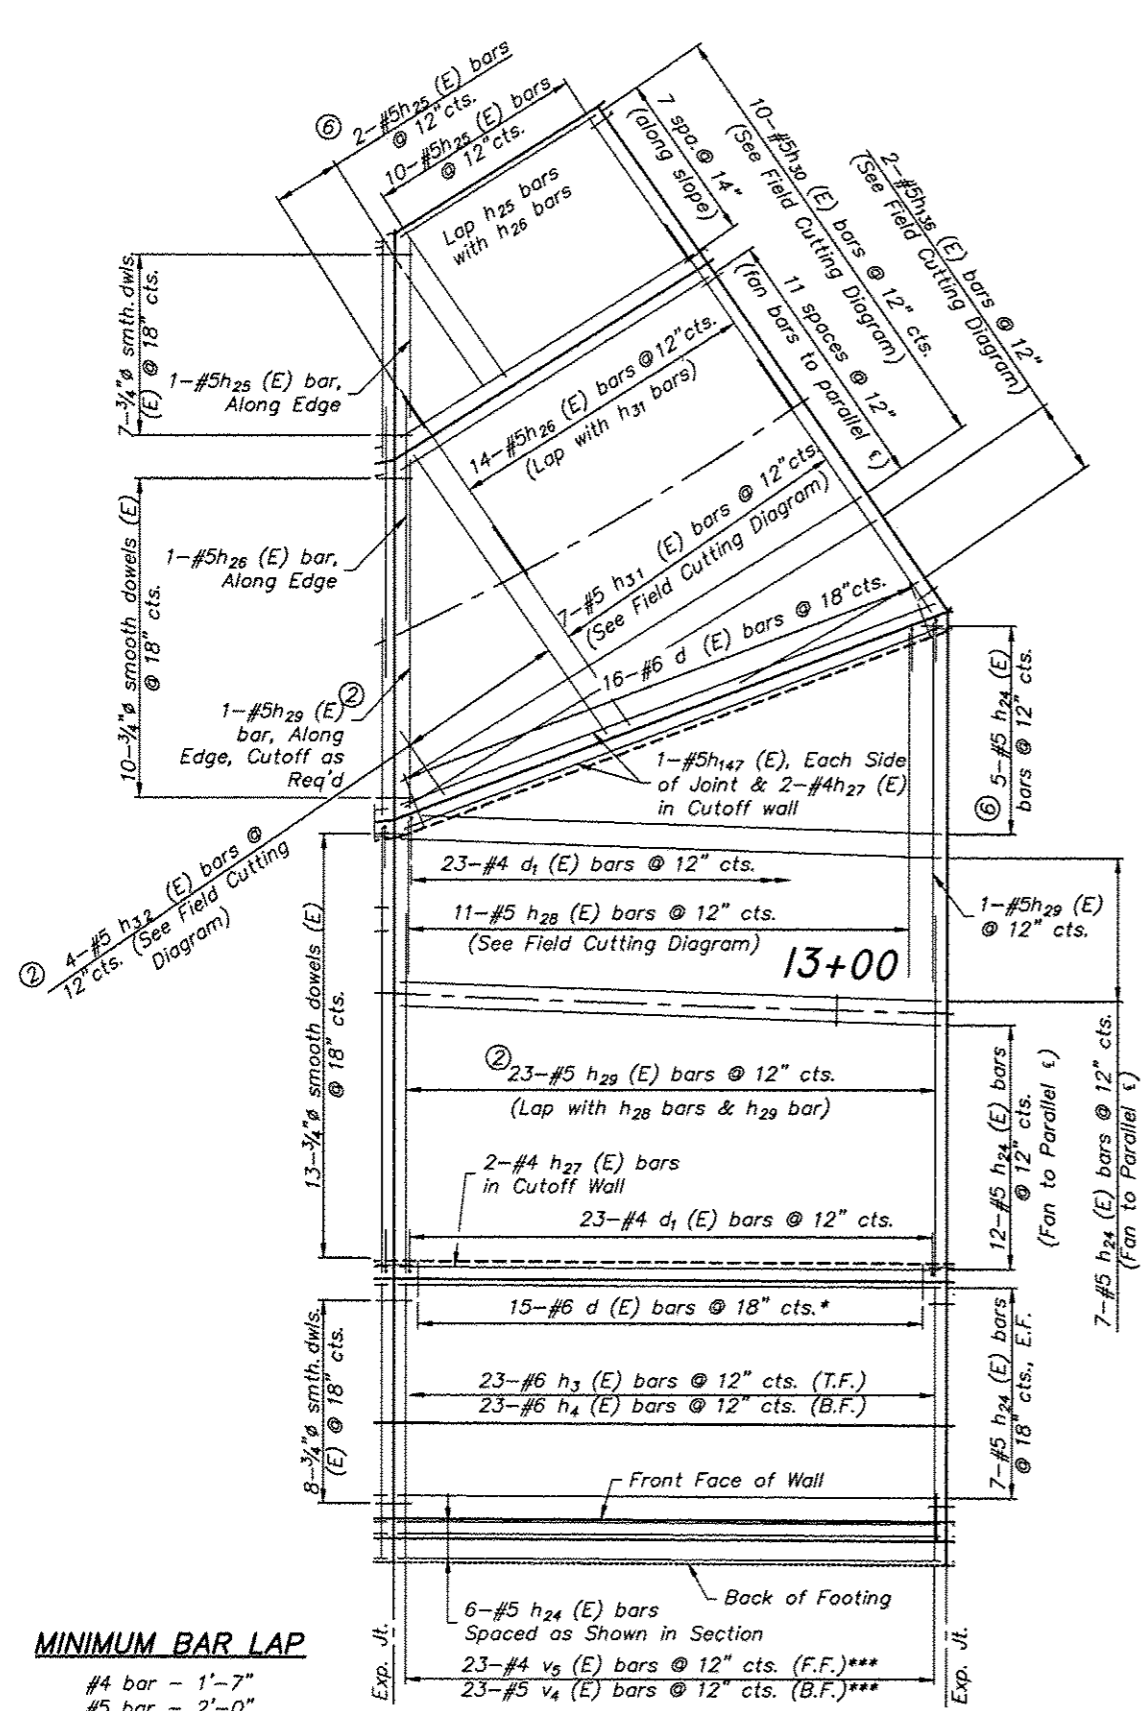 ⑥ 2-#5h25 (E) bars
@ 12"cts.
10-#5h25 (E) bars
@ 12"cts.
Lap h25 bars
with h26 bars
7 spa.@ 14"
(along slope)
10-#5h30 (E) bars @ 12" cts.
(See Field Cutting Diagram)
2-#5h136 (E) bars @ 12"
(See Field Cutting Diagram)
11 spaces @ 12"
(fan bars to parallel ℄)
7-3/4"ø smth.dwls.
(E) @ 18" cts.
1-#5h25 (E) bar,
Along Edge
14-#5h26 (E) bars @12"cts.
(Lap with h31 bars)
10-3/4"ø smooth dowels (E)
@ 18" cts.
1-#5h26 (E) bar,
Along Edge
7-#5 h31 (E) bars @ 12"cts.
(See Field Cutting Diagram)
16-#6 d (E) bars @ 18"cts.
1-#5h29 (E) ②
bar, Along
Edge, Cutoff as
Req'd
1-#5h147 (E), Each Side
of Joint & 2-#4h27 (E)
in Cutoff wall
⑥ 5-#5 h24 (E)
bars @ 12" cts.
② 4-#5 h32 (E) bars @
12"cts. (See Field Cutting
Diagram)
23-#4 d1 (E) bars @ 12" cts.
11-#5 h28 (E) bars @ 12" cts.
(See Field Cutting Diagram)
1-#5h29 (E)
@ 12" cts.
13+00
13-3/4"ø smooth dowels (E)
@ 18" cts.
②23-#5 h29 (E) bars @ 12" cts.
(Lap with h28 bars & h29 bar)
12-#5 h24 (E) bars
@ 12" cts.
(Fan to Parallel ℄)
7-#5 h24 (E) bars @ 12" cts.
(Fan to Parallel ℄)
2-#4 h27 (E) bars
in Cutoff Wall
23-#4 d1 (E) bars @ 12" cts.
15-#6 d (E) bars @ 18" cts.*
8-3/4"ø smth.dwls.
(E) @ 18" cts.
23-#6 h3 (E) bars @ 12" cts. (T.F.)
23-#6 h4 (E) bars @ 12" cts. (B.F.)
7-#5 h24 (E) bars
@ 18" cts., E.F.
Front Face of Wall
Back of Footing
6-#5 h24 (E) bars
Spaced as Shown in Section
Exp. Jt.
23-#4 v5 (E) bars @ 12" cts. (F.F.)***
23-#5 v4 (E) bars @ 12" cts. (B.F.)***
Exp. Jt.
MINIMUM BAR LAP
#4 bar - 1'-7"
#5 bar - 2'-0"